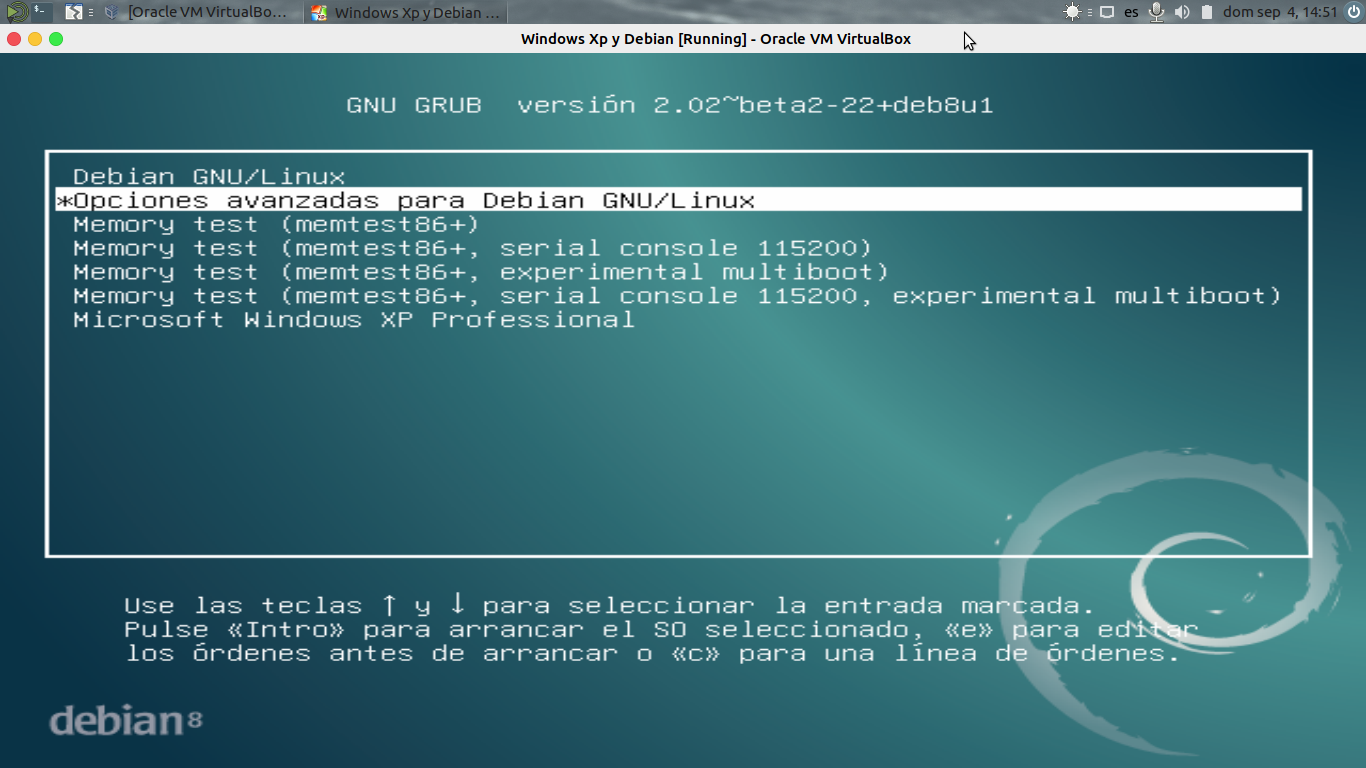 [Oracle VM VirtualBo...
Windows Xp y Debian ...
es
dom sep 4, 14:51
Windows Xp y Debian [Running] - Oracle VM VirtualBox
GNU GRUB versión 2.02~beta2-22+deb8u1
Debian GNU/Linux
*Opciones avanzadas para Debian GNU/Linux
Memory test (memtest86+)
Memory test (memtest86+, serial console 115200)
Memory test (memtest86+, experimental multiboot)
Memory test (memtest86+, serial console 115200, experimental multiboot)
Microsoft Windows XP Professional
Use las teclas ↑ y ↓ para seleccionar la entrada marcada.
Pulse «Intro» para arrancar el SO seleccionado, «e» para editar
los órdenes antes de arrancar o «c» para una línea de órdenes.
debian 8